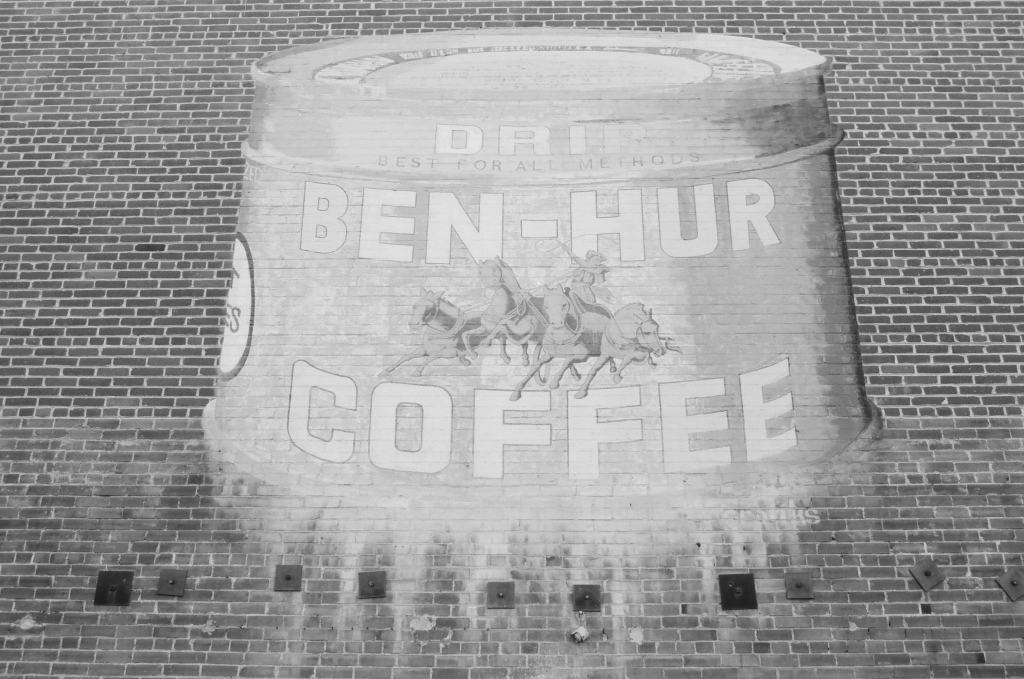 DRIP
BEST FOR ALL METHODS
BEN-HUR
COFFEE